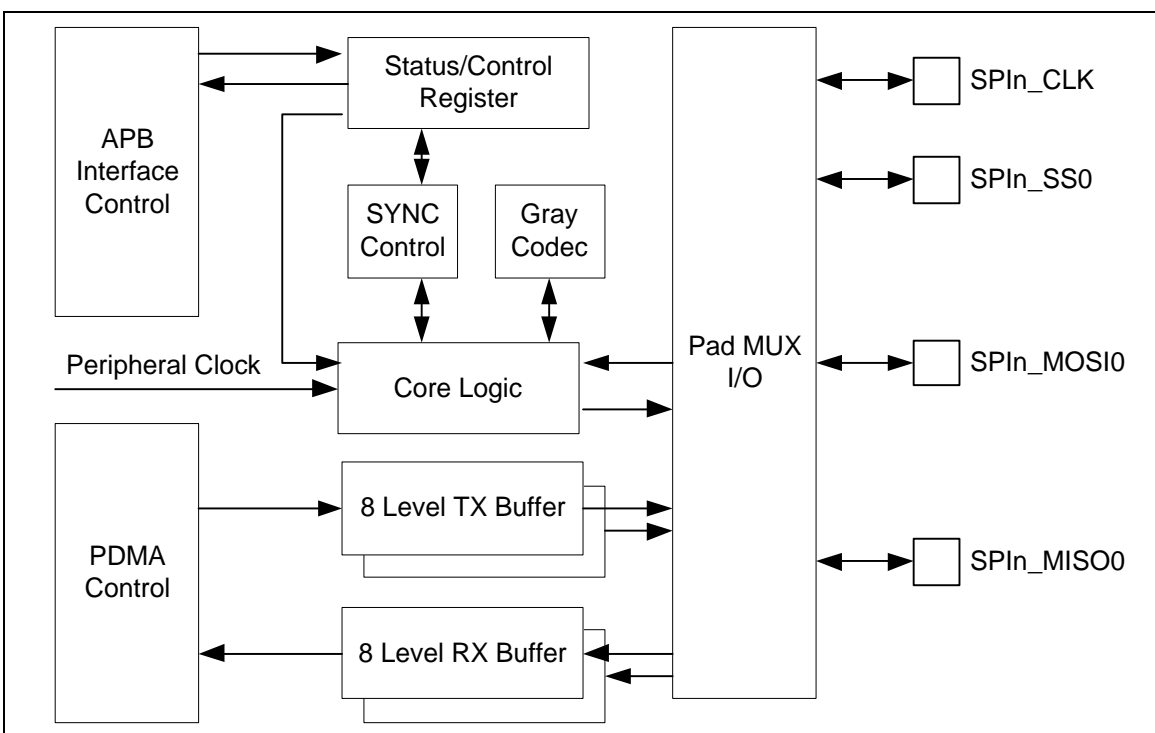 APB
Interface
Control
Status/Control
Register
SYNC
Control
Gray
Codec
Peripheral Clock
Core Logic
PDMA
Control
8 Level TX Buffer
8 Level RX Buffer
Pad MUX
I/O
SPIn_CLK
SPIn_SS0
SPIn_MOSI0
SPIn_MISO0